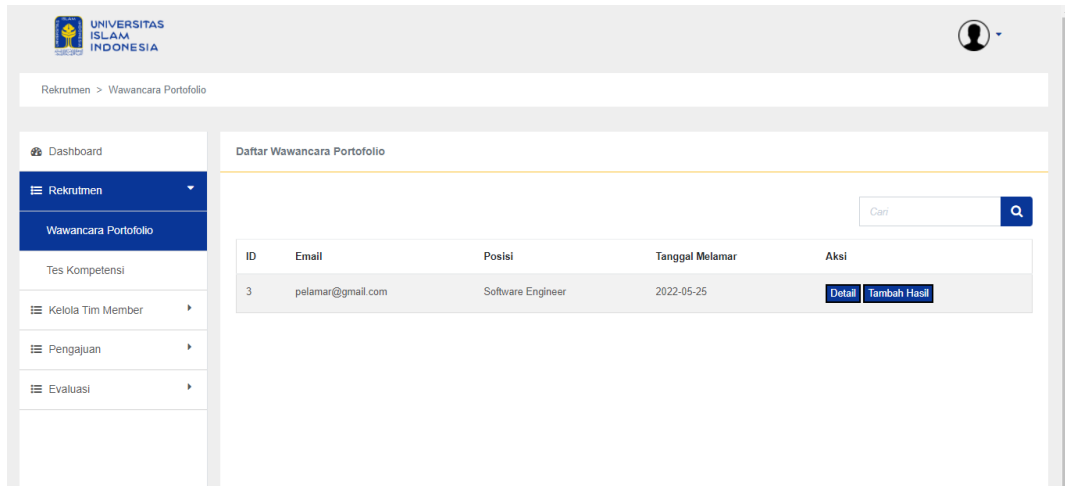 UNIVERSITAS
ISLAM
INDONESIA
Rekrutmen > Wawancara Portofolio
Dashboard
Rekrutmen
Wawancara Portofolio
Tes Kompetensi
Kelola Tim Member
Pengajuan
Evaluasi
Daftar Wawancara Portofolio
Cari
ID Email Posisi Tanggal Melamar Aksi
3 pelamar@gmail.com Software Engineer 2022-05-25 Detail Tambah Hasil